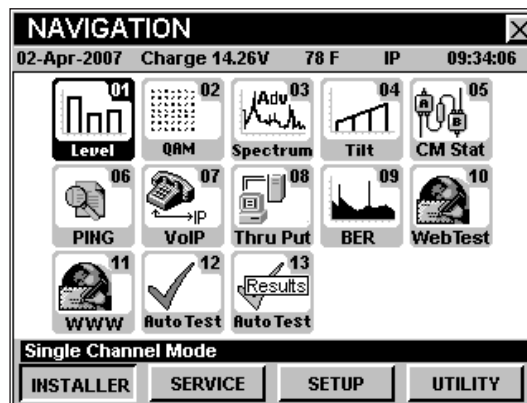 NAVIGATION
02-Apr-2007 Charge 14.26V 78 F IP 09:34:06
01 02 03 04 05
Adv
A B
Level QAM Spectrum Tilt CM Stat
06 07 08 09 10
IP
PING VoIP Thru Put BER WebTest
11 12 13
Results
WWW Auto Test Auto Test
Single Channel Mode
INSTALLER SERVICE SETUP UTILITY